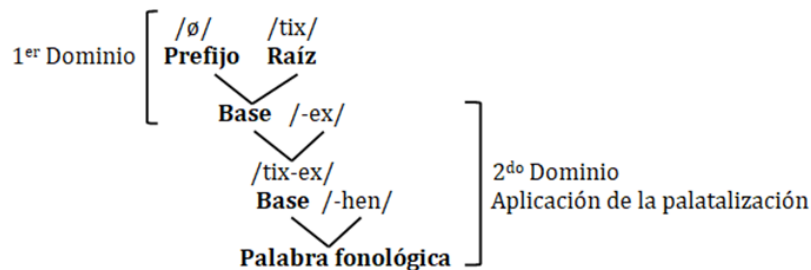 /ø/ /tix/
1er Dominio Prefijo Raíz
Base /-ex/
/tix-ex/
2do Dominio
Base /-hen/
Aplicación de la palatalización
Palabra fonológica